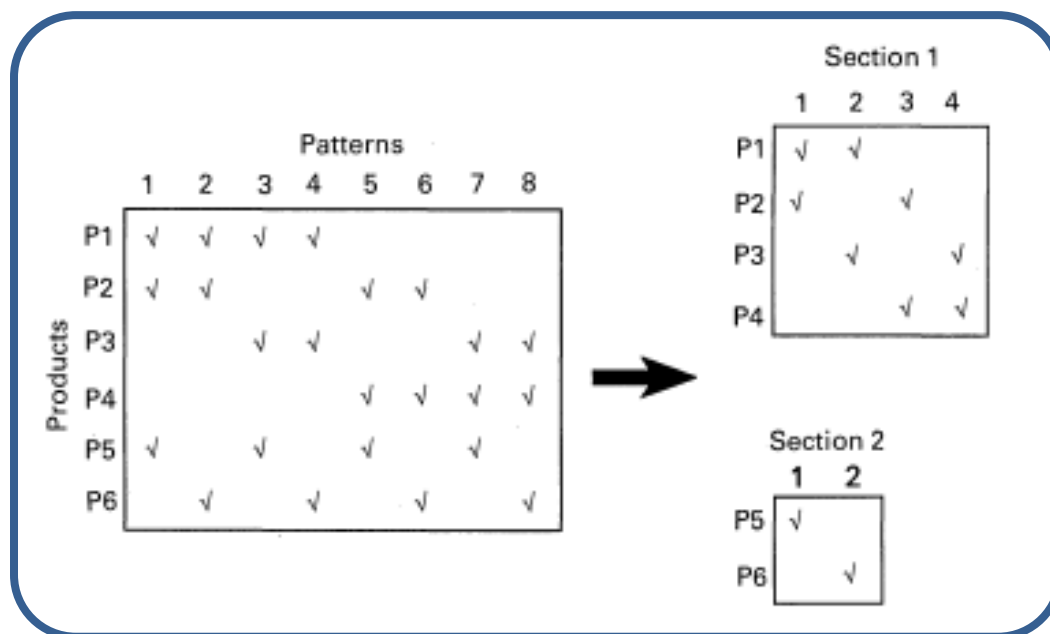 Patterns
1 2 3 4 5 6 7 8
Products
P1 √ √ √ √
P2 √ √ √ √
P3 √ √ √ √
P4 √ √ √ √
P5 √ √ √ √
P6 √ √ √ √
Section 1
1 2 3 4
P1 √ √
P2 √ √
P3 √ √
P4 √ √
Section 2
1 2
P5 √
P6 √